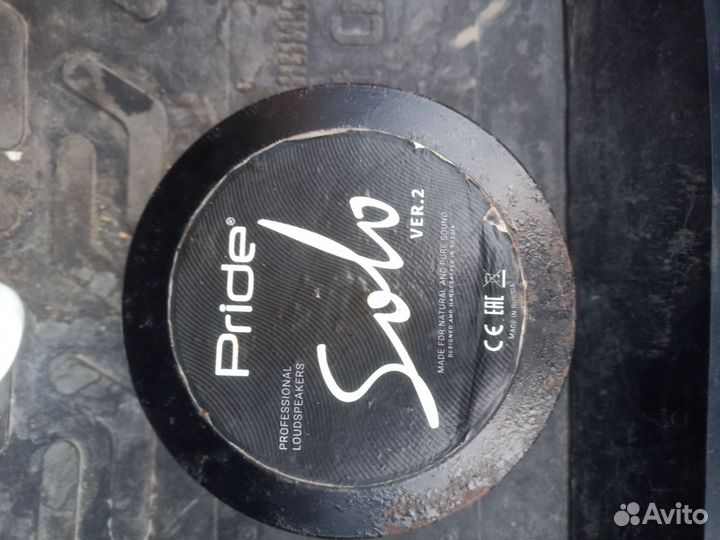 Pride®
PROFESSIONAL
LOUDSPEAKERS
Solo
VER.2
MADE FOR NATURAL AND PURE SOUND
DESIGNED AND HANDCRAFTED IN RUSSIA
CE EAC
MADE IN RUSSIA
Avito